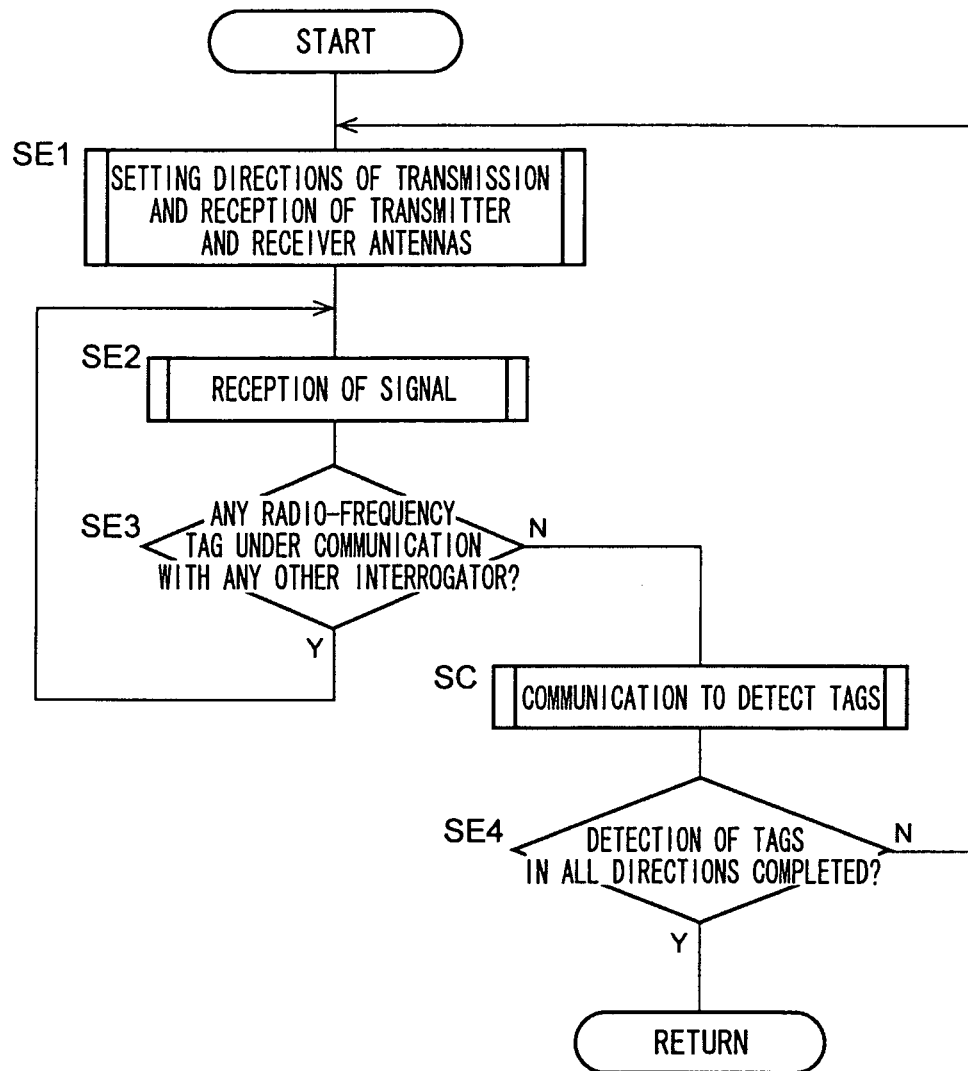 START
SE1
SETTING DIRECTIONS OF TRANSMISSION
AND RECEPTION OF TRANSMITTER
AND RECEIVER ANTENNAS
SE2
RECEPTION OF SIGNAL
SE3
ANY RADIO-FREQUENCY
TAG UNDER COMMUNICATION
WITH ANY OTHER INTERROGATOR?
N
Y
SC
COMMUNICATION TO DETECT TAGS
SE4
DETECTION OF TAGS
IN ALL DIRECTIONS COMPLETED?
N
Y
RETURN